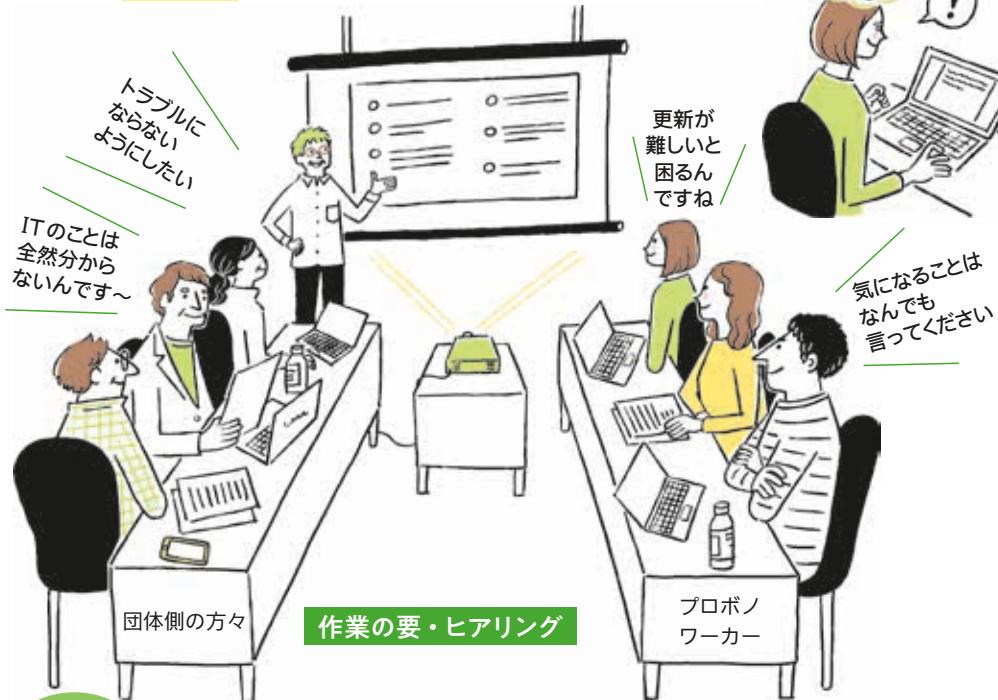 トラブルに
ならない
ようにしたい
ITのことは
全然分から
ないんです〜
更新が
難しいと
困るん
ですね
!
気になることは
なんでも
言ってください
団体側の方々
作業の要・ヒアリング
プロボノ
ワーカー